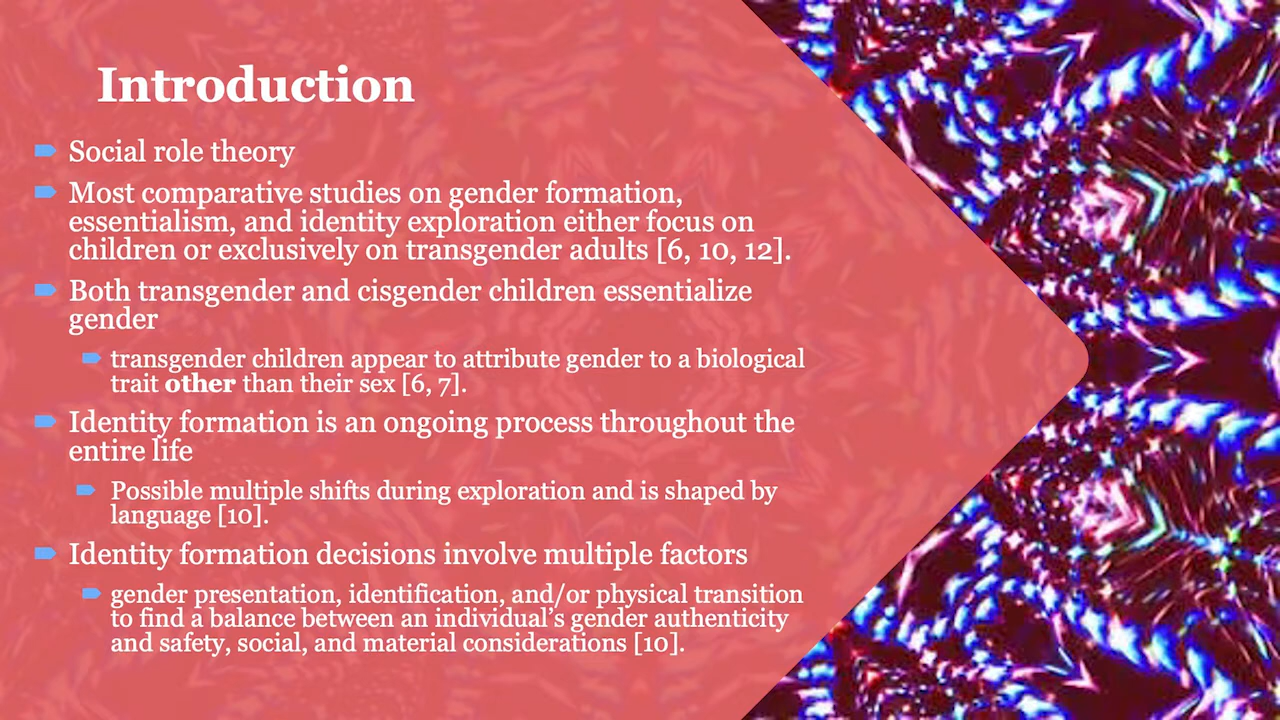 Introduction
Social role theory
Most comparative studies on gender formation,
essentialism, and identity exploration either focus on
children or exclusively on transgender adults [6, 10, 12].
Both transgender and cisgender children essentialize
gender
transgender children appear to attribute gender to a biological
trait other than their sex [6, 7].
Identity formation is an ongoing process throughout the
entire life
Possible multiple shifts during exploration and is shaped by
language [10].
Identity formation decisions involve multiple factors
gender presentation, identification, and/or physical transition
to find a balance between an individual’s gender authenticity
and safety, social, and material considerations [10].